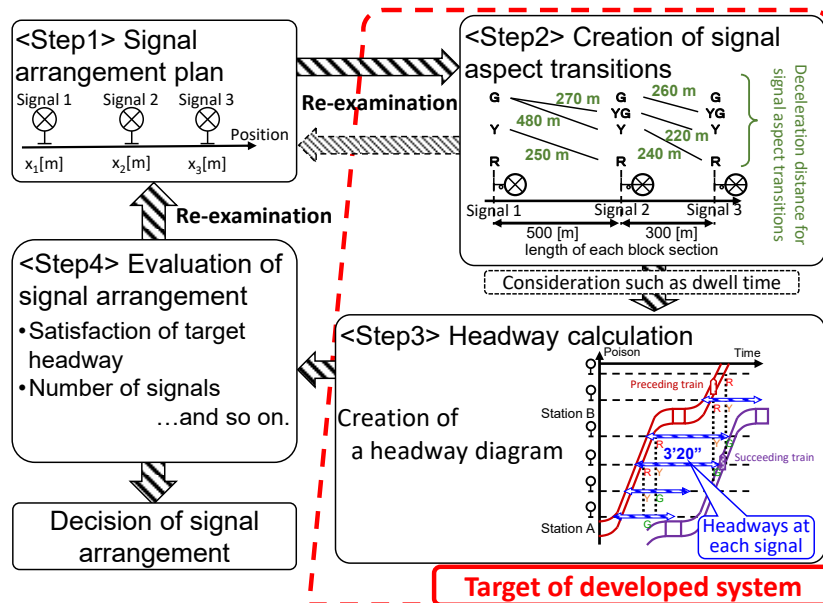 <Step1> Signal
arrangement plan
Signal 1 Signal 2 Signal 3
Position
x1[m] x2[m] x3[m]
Re-examination
<Step2> Creation of signal
aspect transitions
G 270 m G 260 m G
YG YG
Y 480 m Y 220 m Y
R 250 m R 240 m R
Signal 1 Signal 2 Signal 3
500 [m] 300 [m]
length of each block section
Deceleration distance for
signal aspect transitions
Consideration such as dwell time
Re-examination
<Step4> Evaluation of
signal arrangement
•Satisfaction of target
headway
•Number of signals
…and so on.
Decision of signal
arrangement
<Step3> Headway calculation
Creation of
a headway diagram
Poison Time
Preceding train R
Station B R Y
R Y G
3'20”
R Y
Succeeding train
Y G
Station A G
Headways at
each signal
Target of developed system